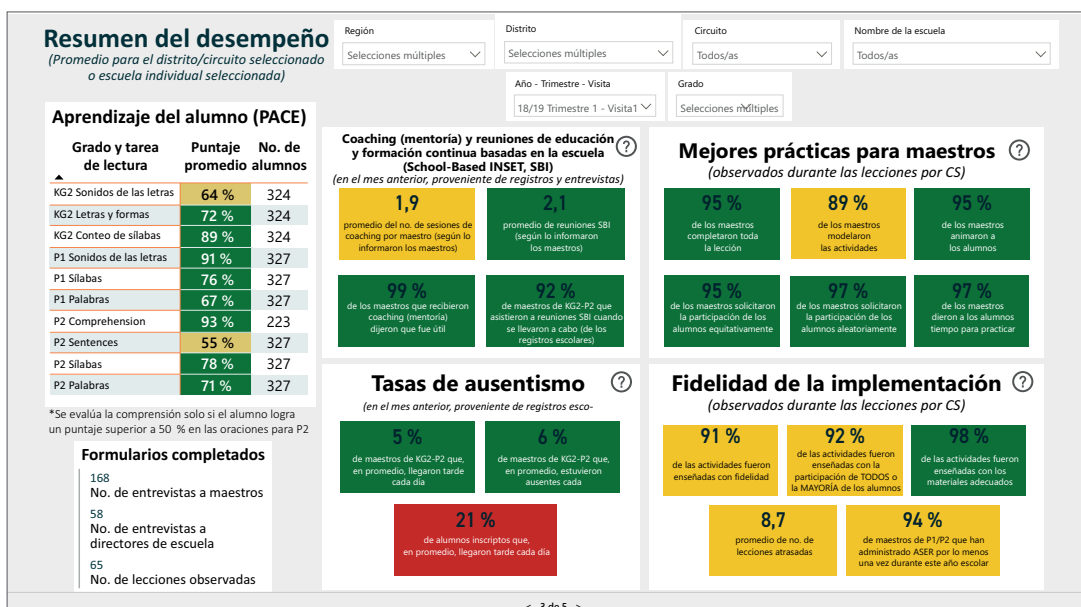 Resumen del desempeño
(Promedio para el distrito/circuito seleccionado
o escuela individual seleccionada)
Región
Selecciones múltiples
Distrito
Selecciones múltiples
Circuito
Todos/as
Nombre de la escuela
Todos/as
Año - Trimestre - Visita
18/19 Trimestre 1 - Visita1
Grado
Selecciones múltiples
Aprendizaje del alumno (PACE)
Grado y tarea de lectura Puntaje promedio No. de alumnos
KG2 Sonidos de las letras 64 % 324
KG2 Letras y formas 72 % 324
KG2 Conteo de sílabas 89 % 324
P1 Sonidos de las letras 91 % 327
P1 Sílabas 76 % 327
P1 Palabras 67 % 327
P2 Comprehension 93 % 223
P2 Sentences 55 % 327
P2 Sílabas 78 % 327
P2 Palabras 71 % 327
*Se evalúa la comprensión solo si el alumno logra
un puntaje superior a 50 % en las oraciones para P2
Formularios completados
168
No. de entrevistas a maestros
58
No. de entrevistas a
directores de escuela
65
No. de lecciones observadas
Coaching (mentoría) y reuniones de educación
y formación continua basadas en la escuela
(School-Based INSET, SBI)
(en el mes anterior, proveniente de registros y entrevistas)
?
1,9
promedio del no. de sesiones de
coaching por maestro (según lo
informaron los maestros)
2,1
promedio de reuniones SBI
(según lo informaron
los maestros)
99 %
de los maestros que recibieron
coaching (mentoría)
dijeron que fue útil
92 %
de maestros de KG2-P2 que
asistieron a reuniones SBI cuando
se llevaron a cabo (de los
registros escolares)
Mejores prácticas para maestros
?
(observados durante las lecciones por CS)
95 %
de los maestros
completaron toda
la lección
89 %
de los maestros
modelaron
las actividades
95 %
de los maestros
animaron a
los alumnos
95 %
de los maestros solicitaron
la participación de los
alumnos equitativamente
97 %
de los maestros solicitaron
la participación de los
alumnos aleatoriamente
97 %
de los maestros
dieron a los alumnos
tiempo para practicar
Tasas de ausentismo
?
(en el mes anterior, proveniente de registros esco-
5 %
de maestros de KG2-P2 que,
en promedio, llegaron tarde
cada día
6 %
de maestros de KG2-P2 que,
en promedio, estuvieron
ausentes cada
21 %
de alumnos inscriptos que,
en promedio, llegaron tarde cada día
Fidelidad de la implementación
?
(observados durante las lecciones por CS)
91 %
de las actividades fueron
enseñadas con fidelidad
92 %
de las actividades fueron
enseñadas con la
participación de TODOS o
la MAYORÍA de los alumnos
98 %
de las actividades fueron
enseñadas con los
materiales adecuados
8,7
promedio de no. de
lecciones atrasadas
94 %
de maestros de P1/P2 que han
administrado ASER por lo menos
una vez durante este año escolar
< 3 de 5 >